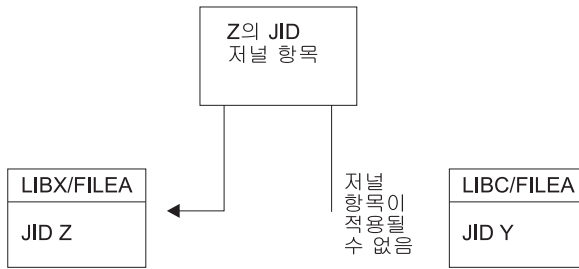 Z의 JID
저널 항목
LIBX/FILEA
JID Z
저널
항목이
적용될
수 없음
LIBC/FILEA
JID Y